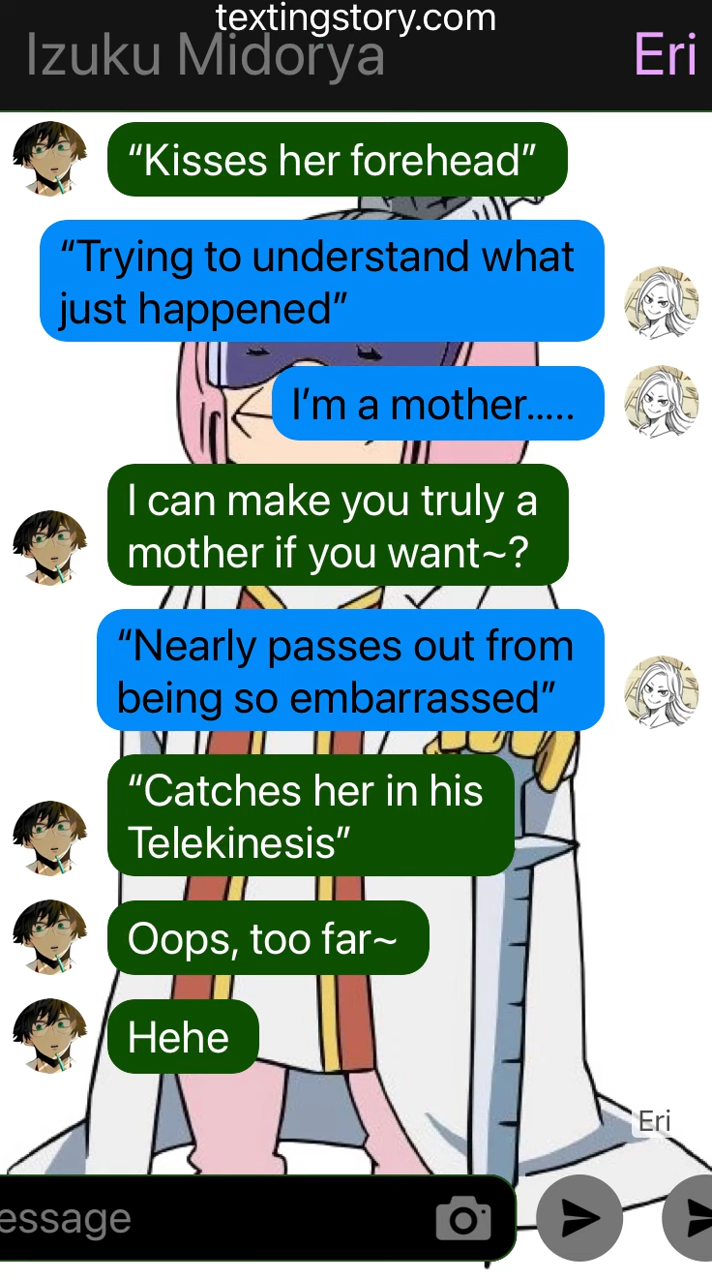 textingstory.com
Izuku Midorya
Eri
“Kisses her forehead”
“Trying to understand what
just happened”
I’m a mother.....
I can make you truly a
mother if you want~?
“Nearly passes out from
being so embarrassed”
“Catches her in his
Telekinesis”
Oops, too far~
Hehe
Eri
essage